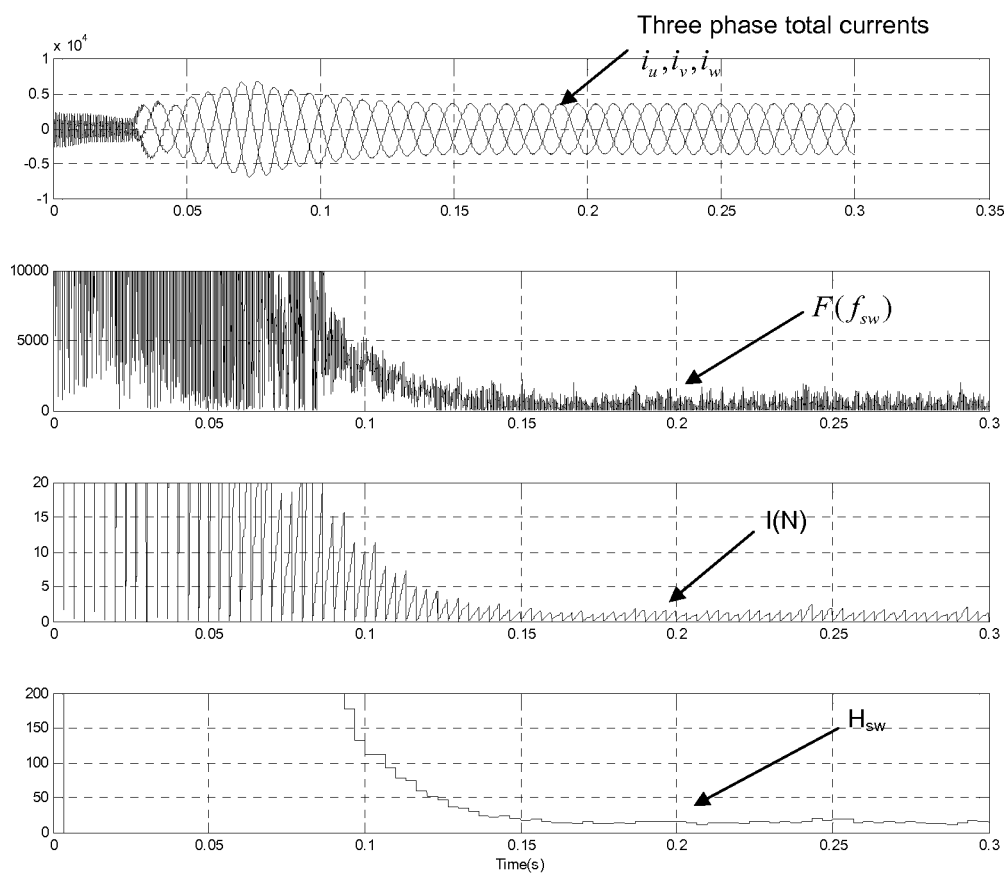 Three phase total currents
x 10^4
i_u, i_v, i_w
1
0.5
0
-0.5
-1
0 0.05 0.1 0.15 0.2 0.25 0.3 0.35
10000
F(f_sw)
5000
0
0 0.05 0.1 0.15 0.2 0.25 0.3
20
15
I(N)
10
5
0
0 0.05 0.1 0.15 0.2 0.25 0.3
200
H_sw
150
100
50
0
0 0.05 0.1 0.15 0.2 0.25 0.3
Time(s)